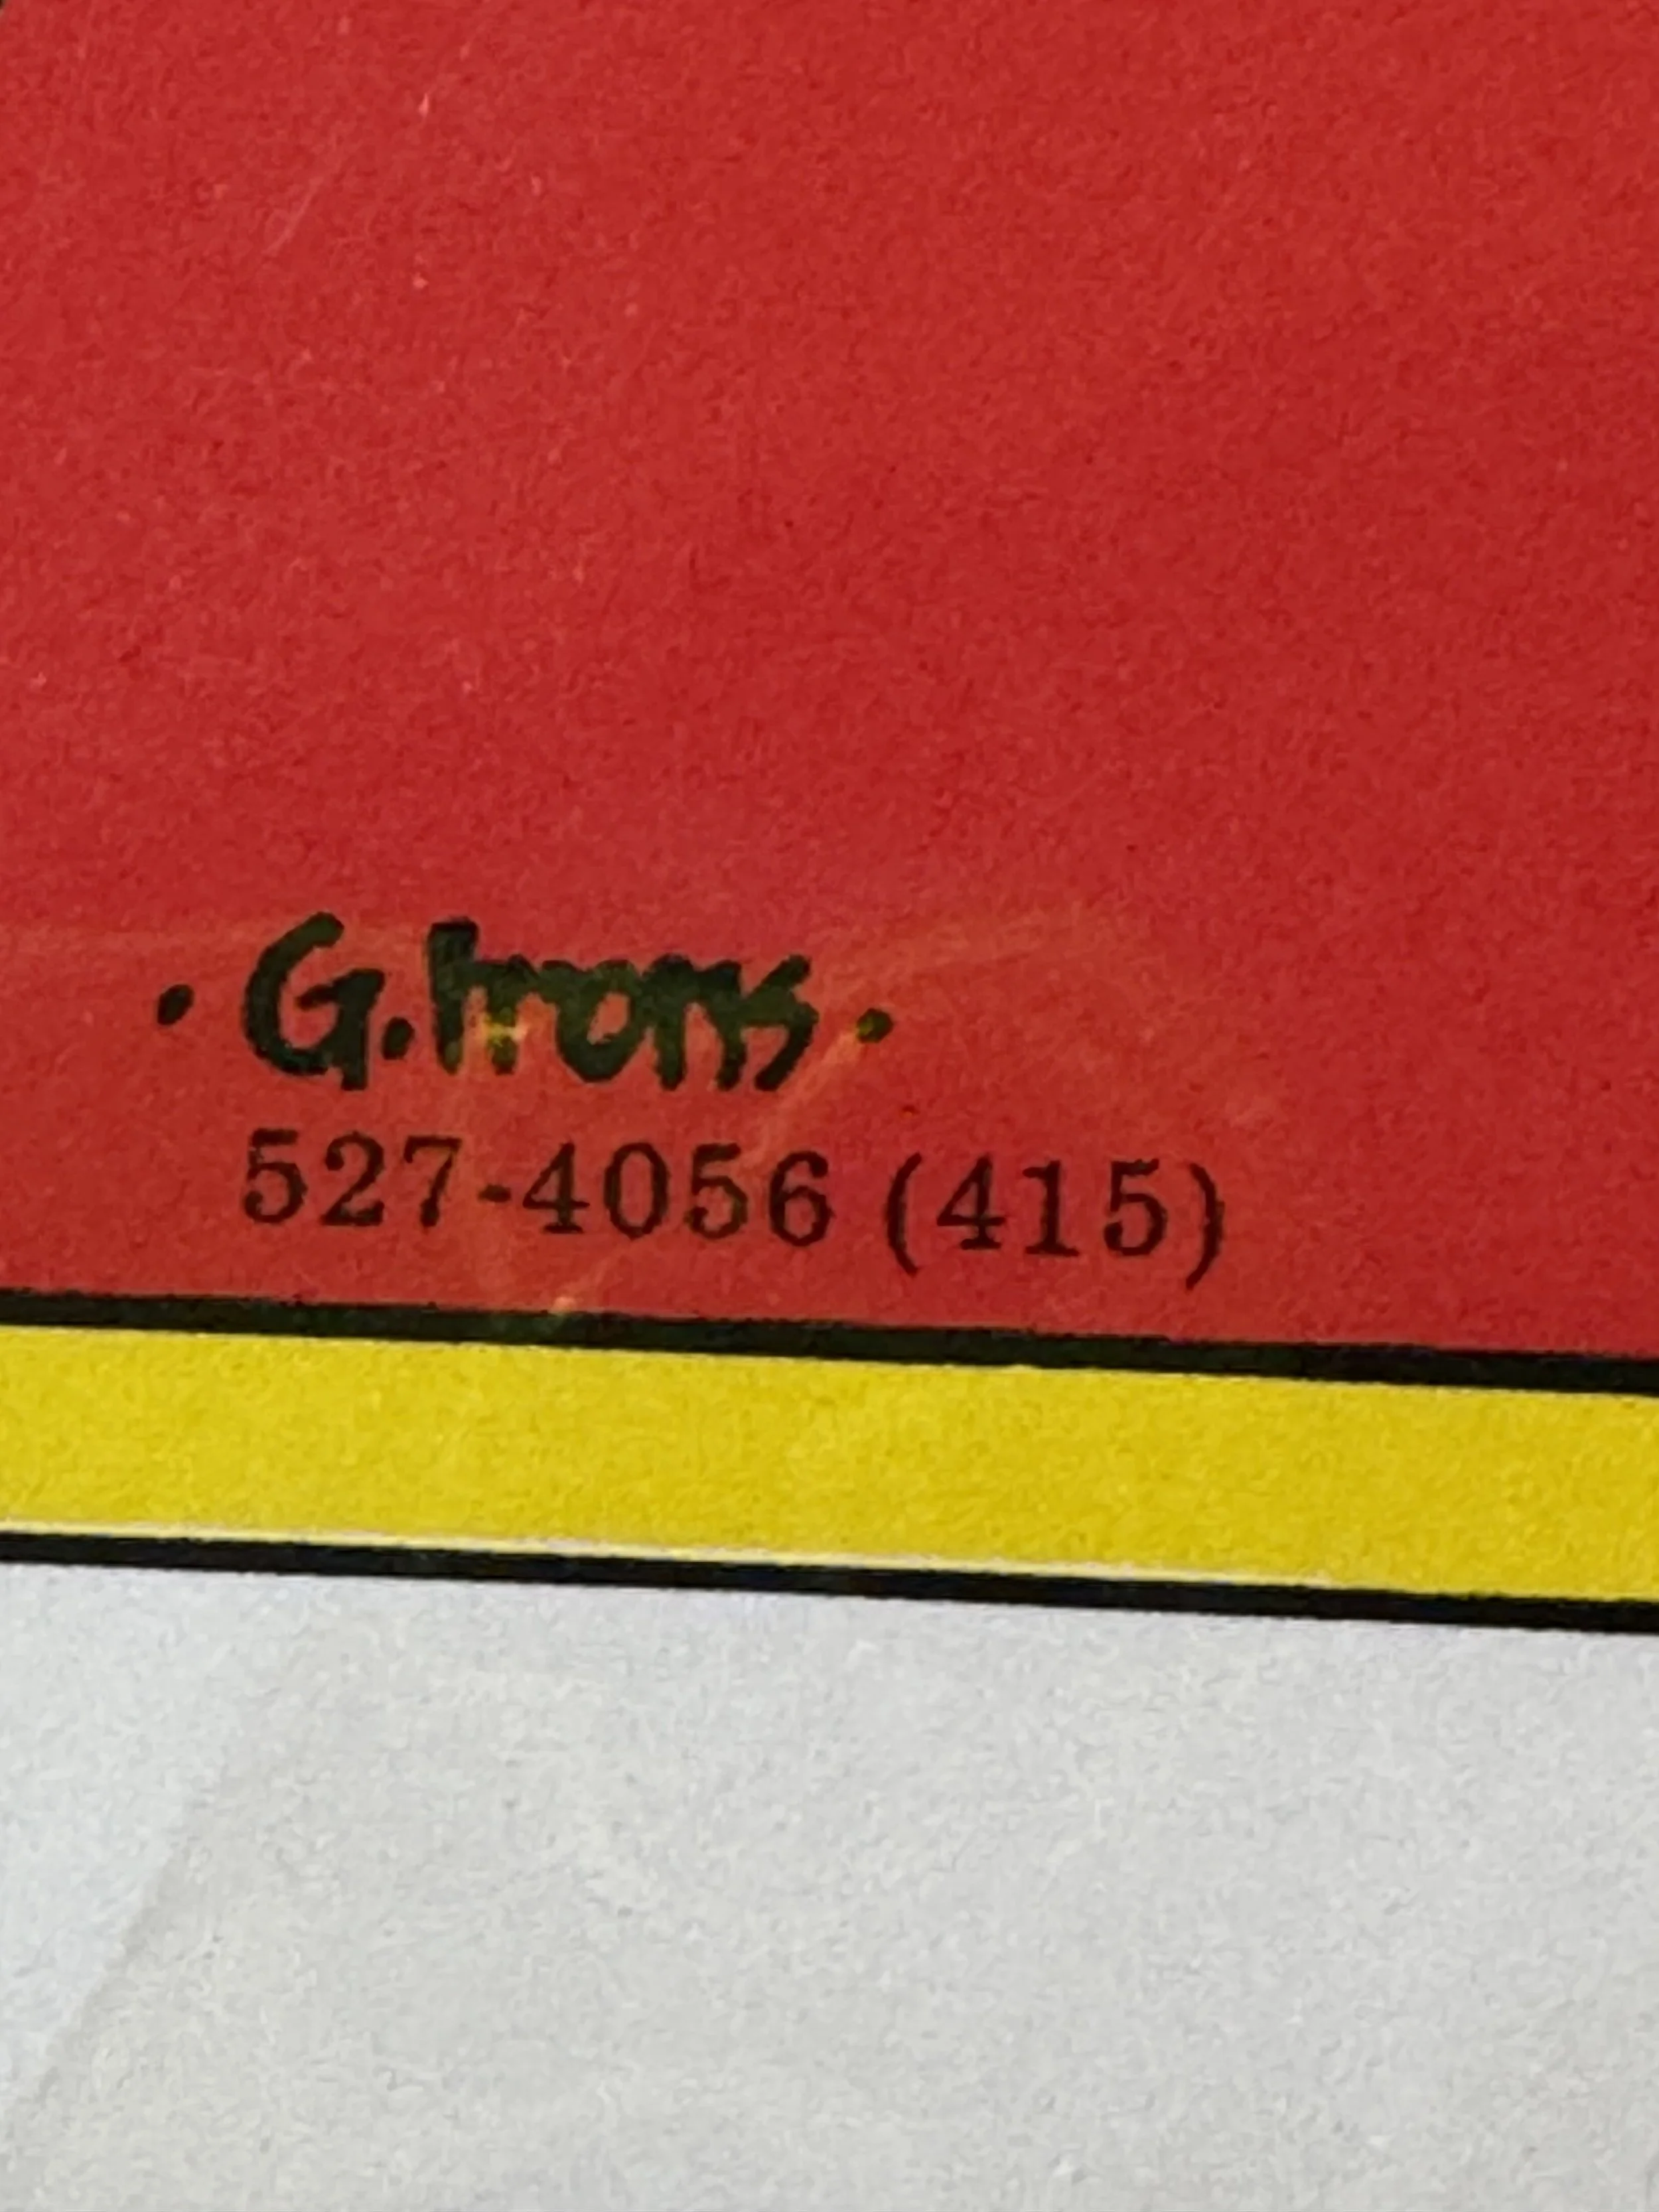 · G. Irons ·
527-4056 (415)